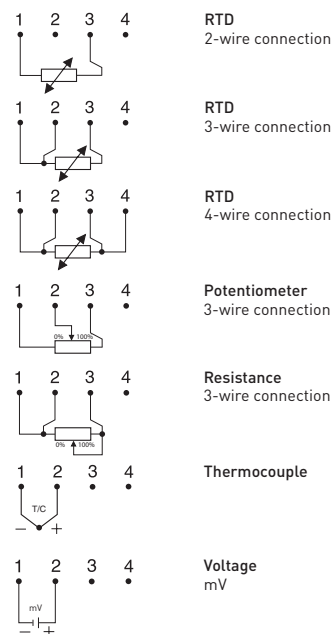 1 2 3 4
RTD
2-wire connection
1 2 3 4
RTD
3-wire connection
1 2 3 4
RTD
4-wire connection
1 2 3 4
0% 100%
Potentiometer
3-wire connection
1 2 3 4
0% 100%
Resistance
3-wire connection
1 2 3 4
T/C
− +
Thermocouple
1 2 3 4
mV
− +
Voltage
mV